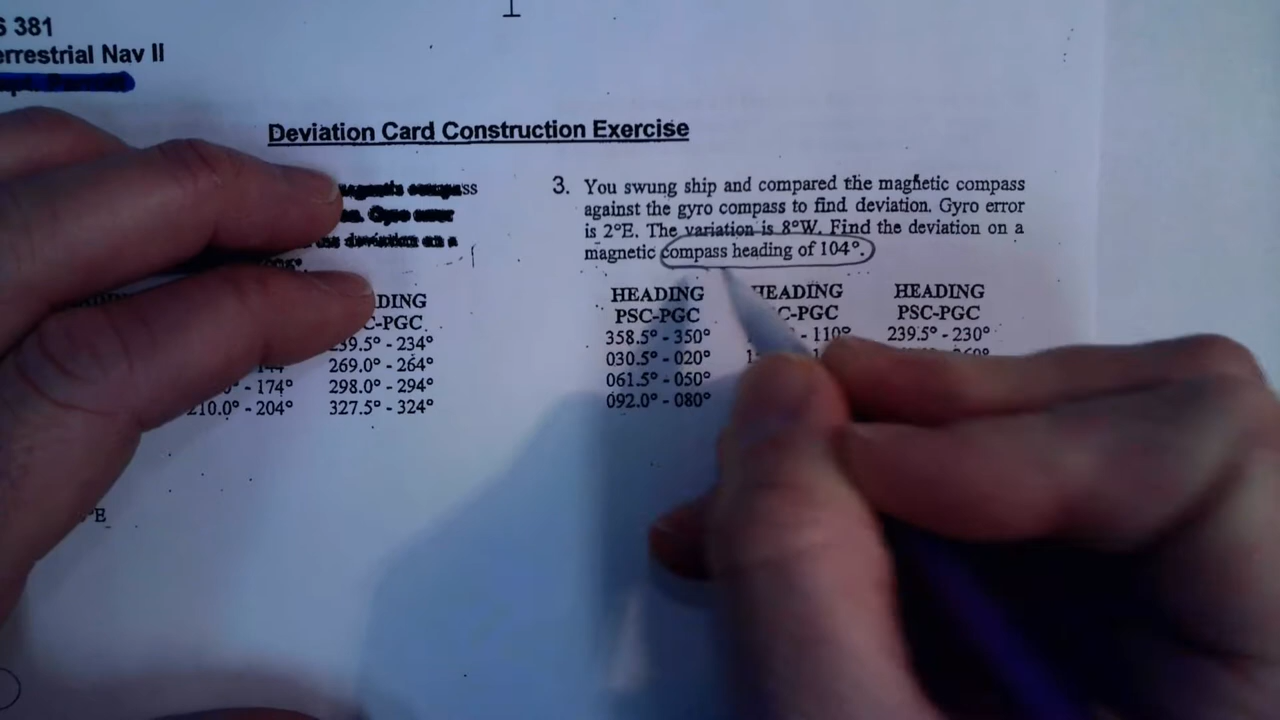 S 381
errestrial Nav II
Deviation Card Construction Exercise
3. You swung ship and compared the magnetic compass
against the gyro compass to find deviation. Gyro error
is 2°E. The variation is 8°W. Find the deviation on a
magnetic compass heading of 104°.
ss
DING
C-PGC
239.5° - 234°
269.0° - 264°
- 174° 298.0° - 294°
210.0° - 204° 327.5° - 324°
°E
HEADING HEADING HEADING
PSC-PGC C-PGC PSC-PGC
358.5° - 350° - 110° 239.5° - 230°
030.5° - 020°
061.5° - 050°
092.0° - 080°